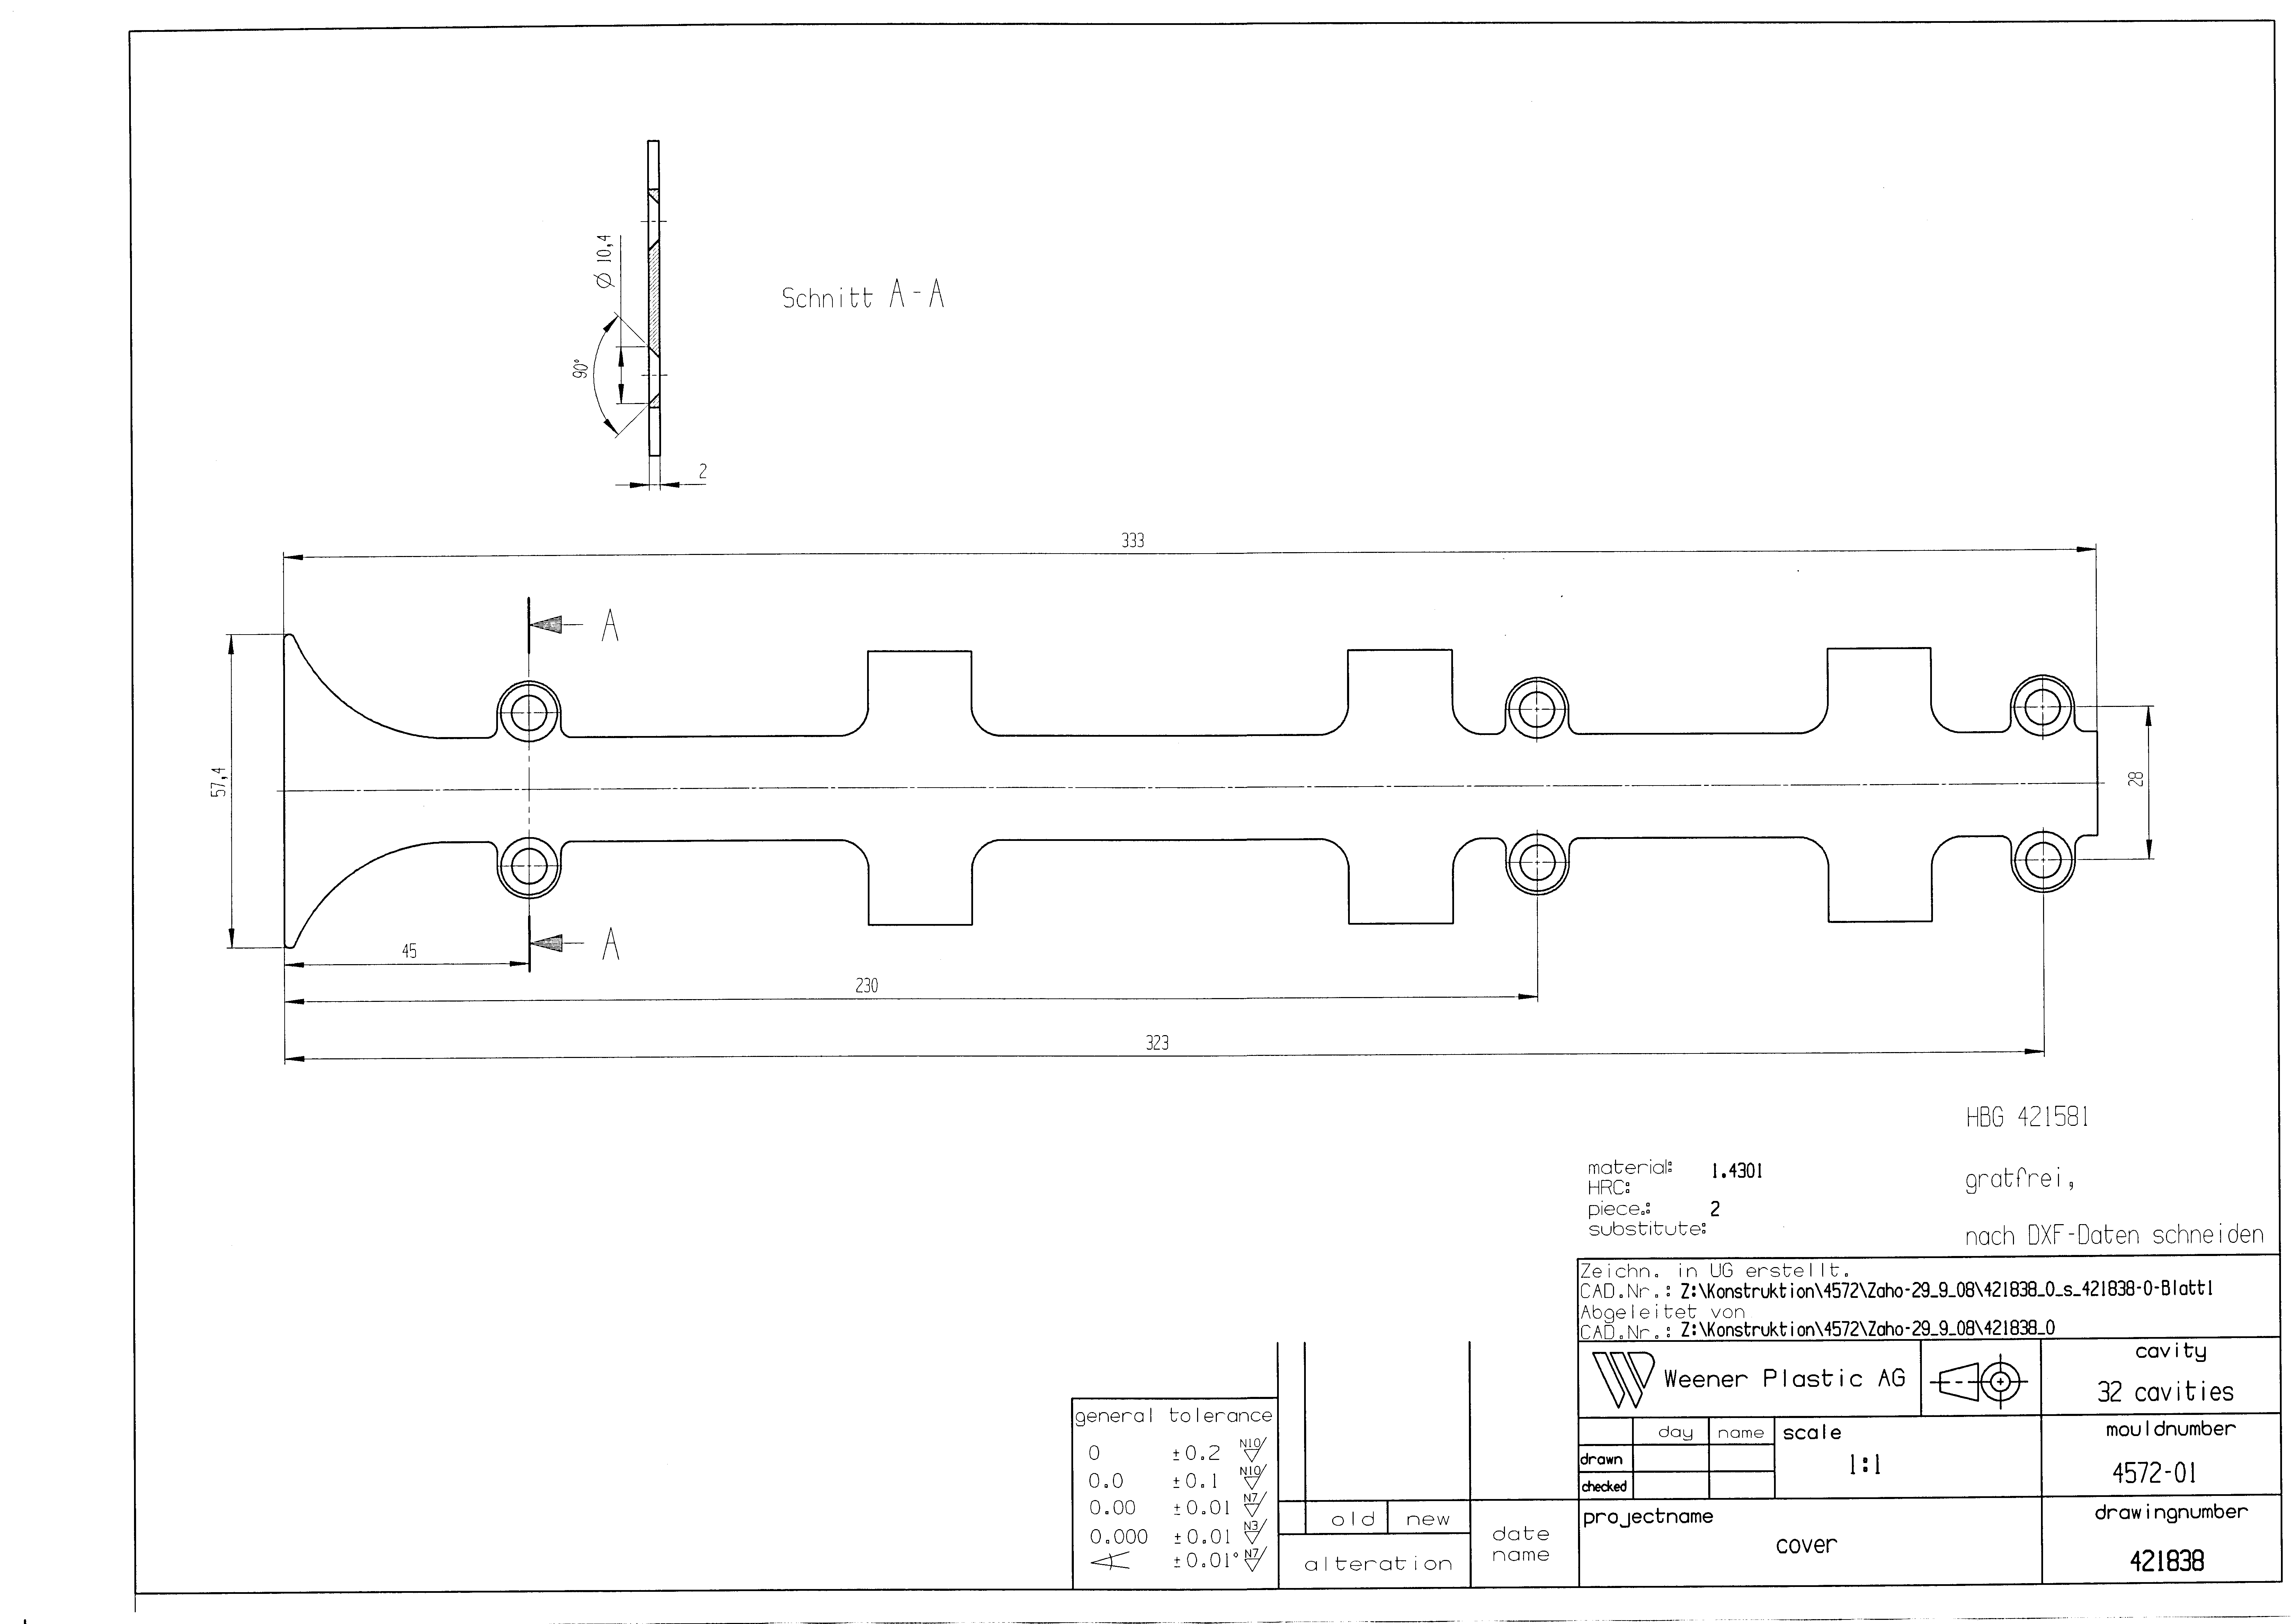 Ø 10,4
Schnitt A-A
90°
2
333
A
57,4
28
A
45
230
323
HBG 421581
material: 1.4301
HRC:
gratfrei,
piece.: 2
substitute:
nach DXF-Daten schneiden
Zeichn. in UG erstellt.
CAD.Nr.: Z:\Konstruktion\4572\Zaho-29_9_08\421838_0_s_421838-0-Blatt1
Abgeleitet von
CAD.Nr.: Z:\Konstruktion\4572\Zaho-29_9_08\421838_0
Weener Plastic AG
cavity
32 cavities
day name scale
1:1
drawn
checked
mouldnumber
4572-01
general tolerance
0 ±0.2 N10
0.0 ±0.1 N10
0.00 ±0.01 N7
0.000 ±0.01 N3
±0.01° N7
old new
alteration
date
name
projectname
cover
drawingnumber
421838